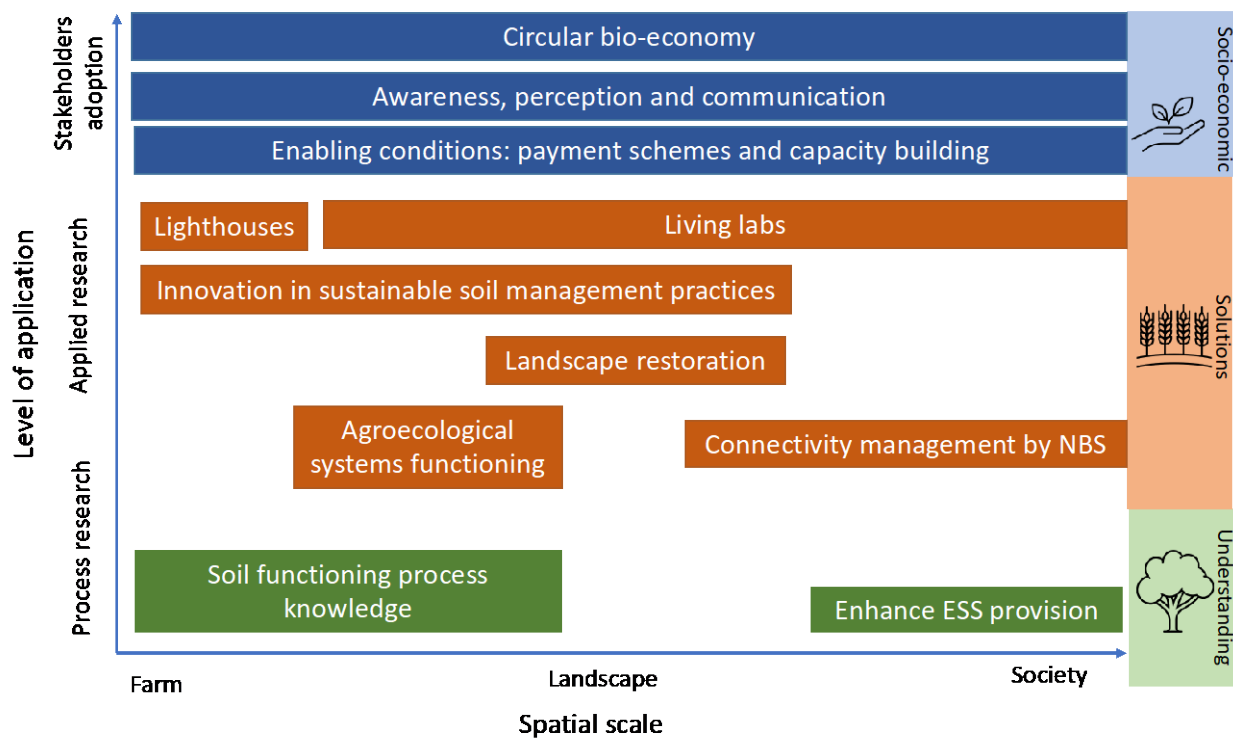 Circular bio-economy
Awareness, perception and communication
Enabling conditions: payment schemes and capacity building
Lighthouses
Living labs
Innovation in sustainable soil management practices
Landscape restoration
Agroecological
systems functioning
Connectivity management by NBS
Soil functioning process
knowledge
Enhance ESS provision
Stakeholders
adoption
Applied research
Process research
Level of application
Farm
Landscape
Society
Spatial scale
Socio-economic
Solutions
Understanding